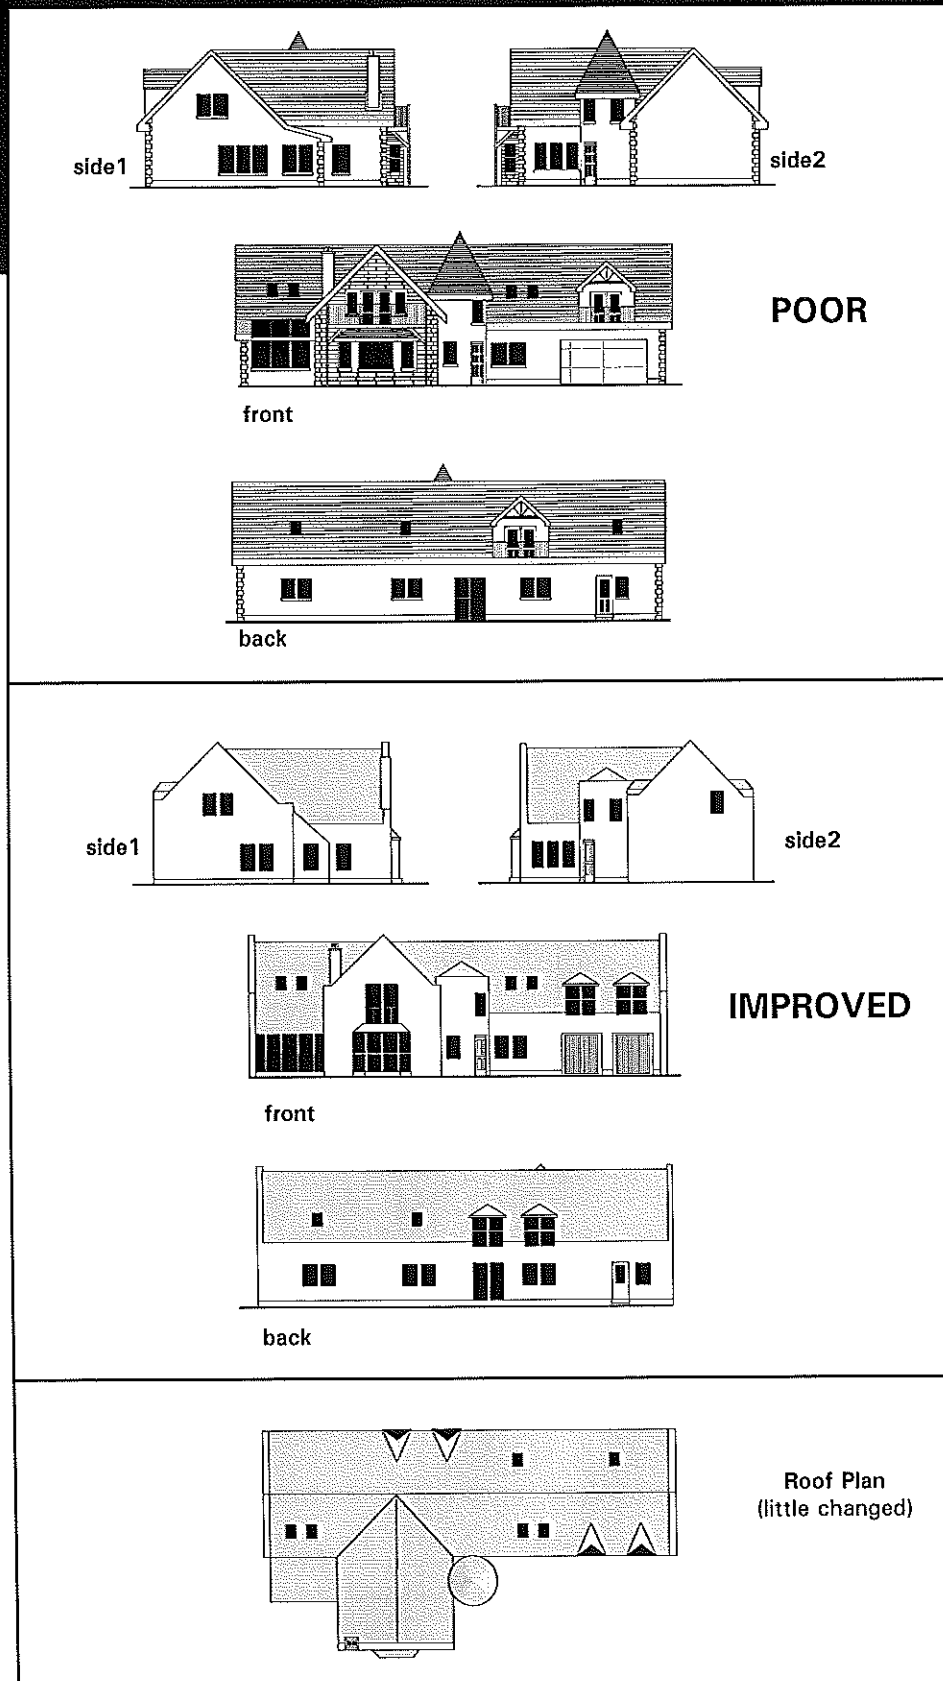 side1
side2
POOR
front
back
side1
side2
IMPROVED
front
back
Roof Plan
(little changed)